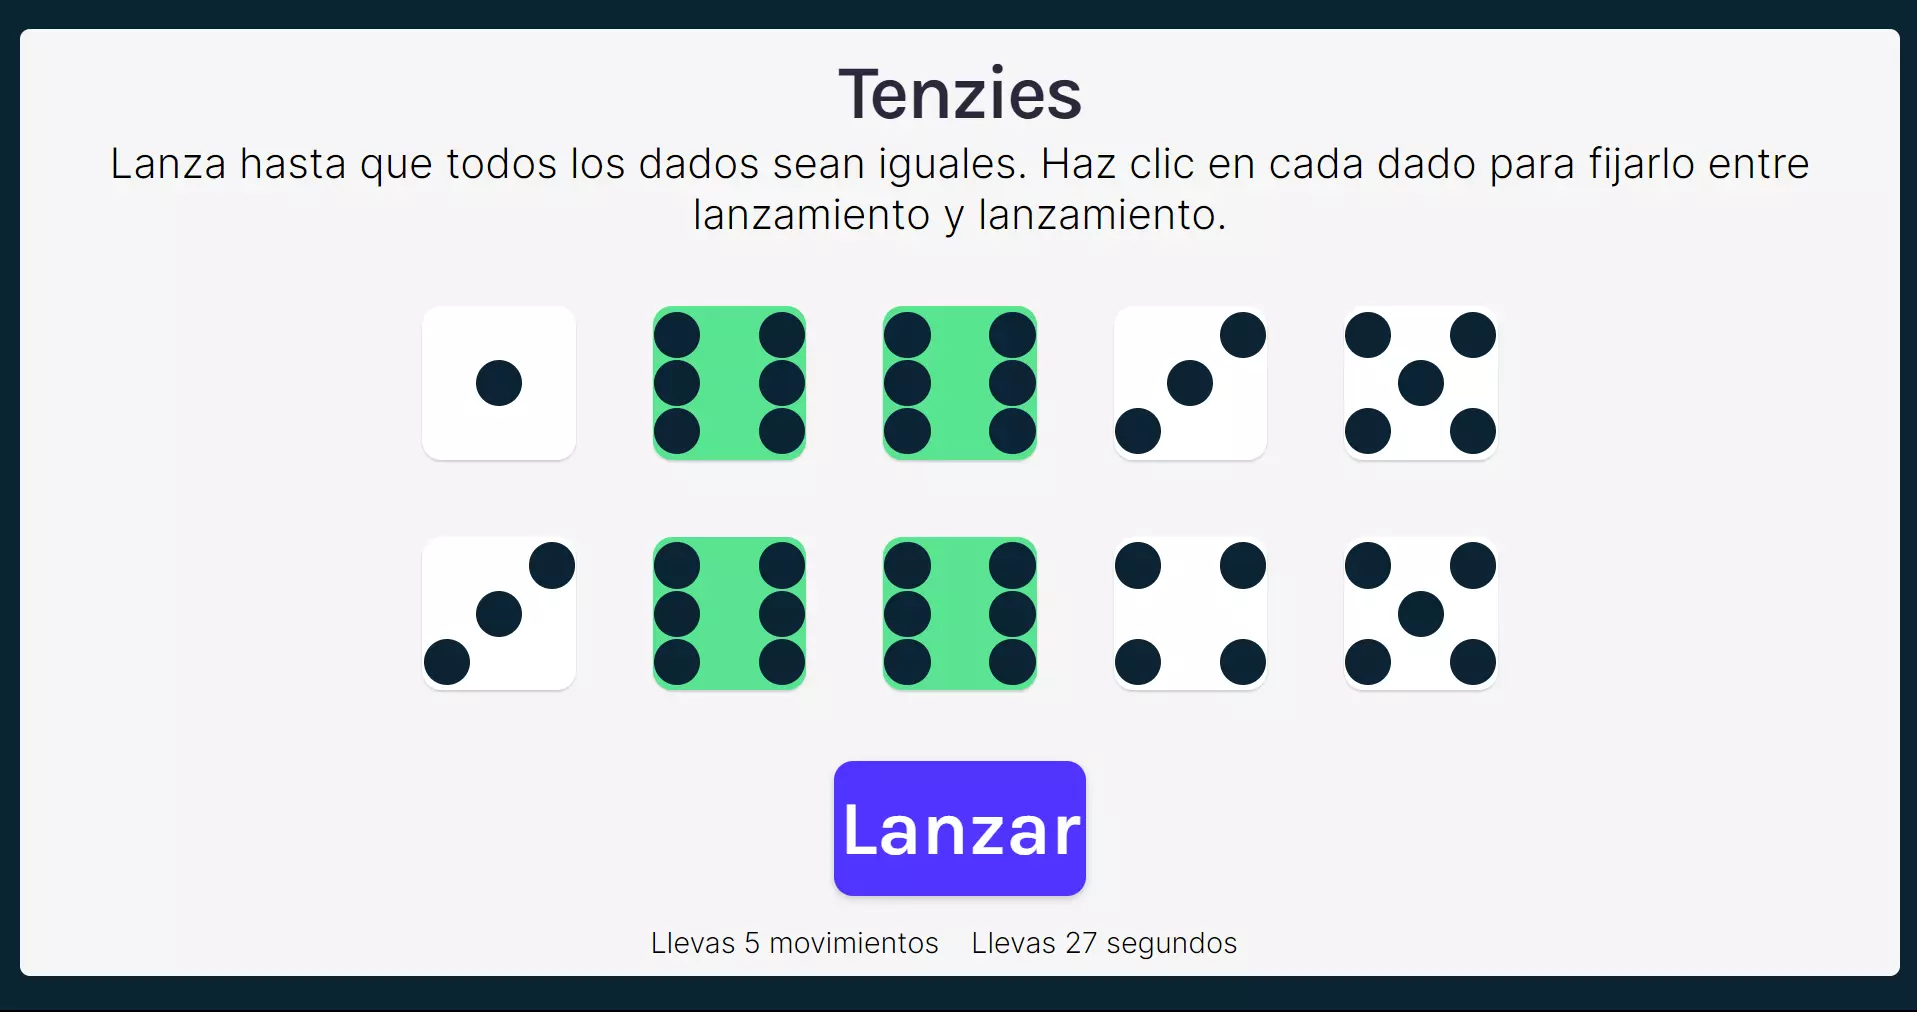 Tenzies
Lanza hasta que todos los dados sean iguales. Haz clic en cada dado para fijarlo entre
lanzamiento y lanzamiento.
Lanzar
Llevas 5 movimientos Llevas 27 segundos